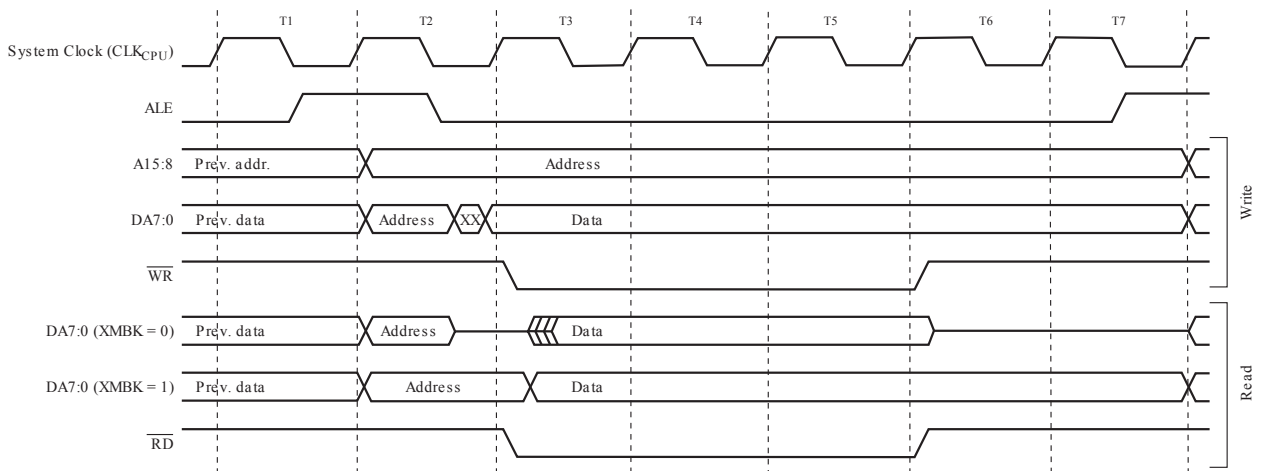 T1 T2 T3 T4 T5 T6 T7
System Clock (CLKCPU)
ALE
A15:8 Prev. addr. Address
DA7:0 Prev. data Address XX Data
WR
Write
DA7:0 (XMBK = 0) Prev. data Address Data
DA7:0 (XMBK = 1) Prev. data Address Data
RD
Read